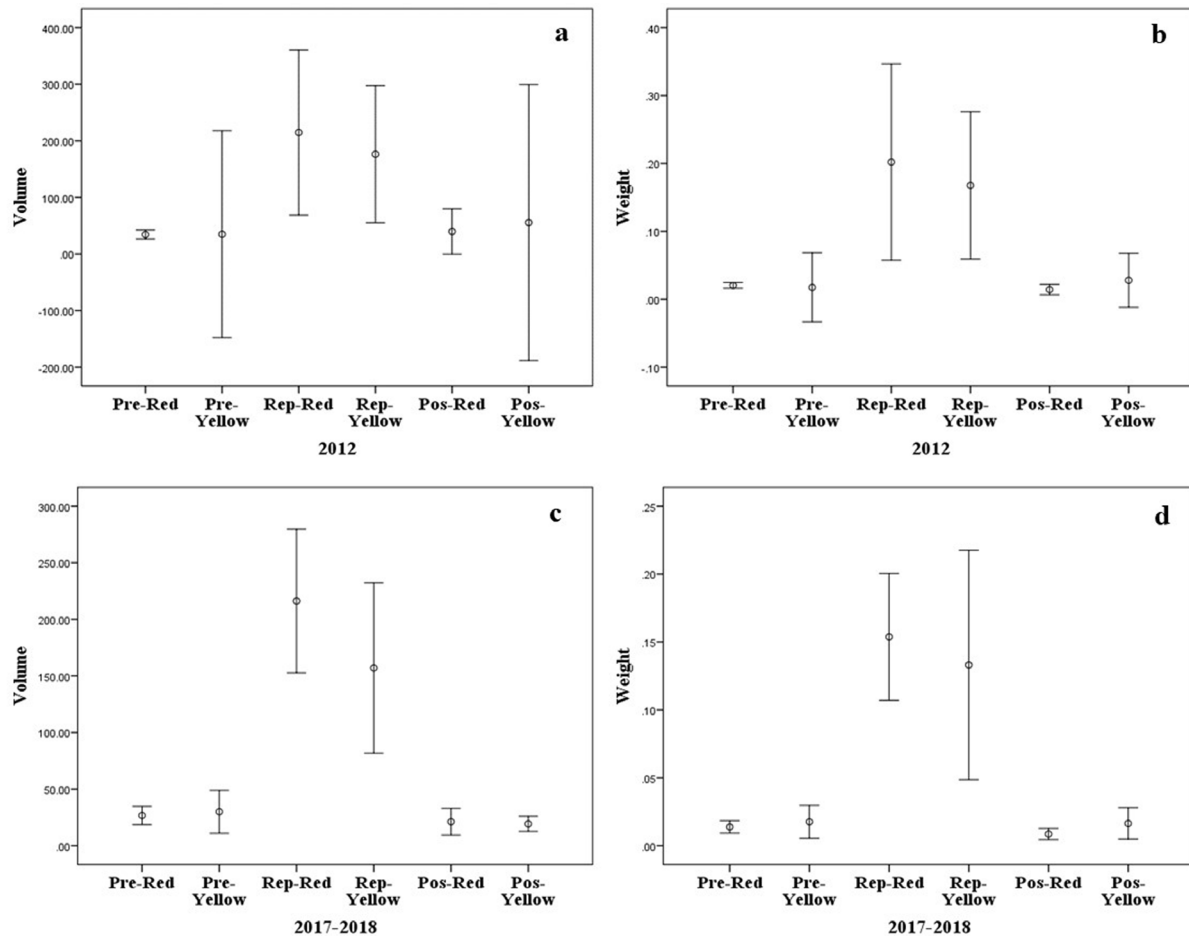 a
400.00
300.00
200.00
100.00
.00
-100.00
-200.00
Volume
Pre-Red
Pre-
Yellow
Rep-Red
Rep-
Yellow
Pos-Red
Pos-
Yellow
2012
b
.40
.30
.20
.10
.00
-.10
Weight
Pre-Red
Pre-
Yellow
Rep-Red
Rep-
Yellow
Pos-Red
Pos-
Yellow
2012
c
300.00
250.00
200.00
150.00
100.00
50.00
.00
Volume
Pre-Red
Pre-
Yellow
Rep-Red
Rep-
Yellow
Pos-Red
Pos-
Yellow
2017-2018
d
.25
.20
.15
.10
.05
.00
Weight
Pre-Red
Pre-
Yellow
Rep-Red
Rep-
Yellow
Pos-Red
Pos-
Yellow
2017-2018